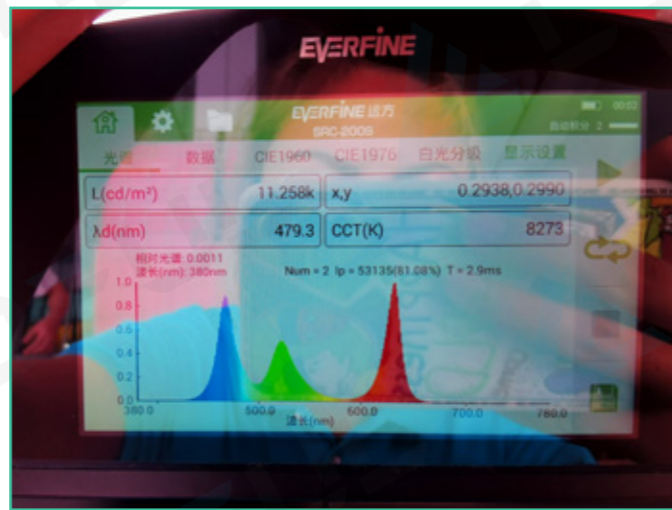 EVERFINE
EVERFINE 远方
SRC-200S
00:52
自动积分 2
光谱 数据 CIE1960 CIE1976 白光分级 显示设置
L(cd/m²) 11.258k x,y 0.2938,0.2990
λd(nm) 479.3 CCT(K) 8273
相对光谱: 0.0011
波长(nm): 380nm Num = 2 Ip = 53135(81.08%) T = 2.9ms
1.0
0.8
0.6
0.4
0.2
0.0
380.0 500.0 600.0 700.0 780.0
波长(nm)